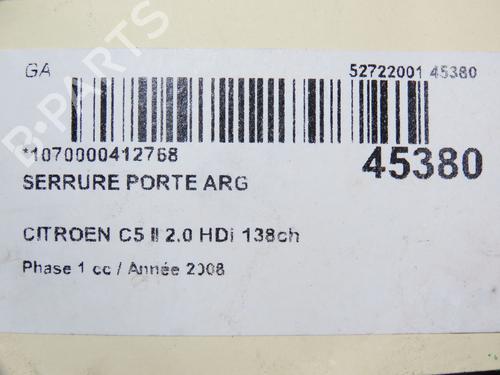 GA
52722001 45380
*1070000412768
45380
SERRURE PORTE ARG
CITROEN C5 II 2.0 HDi 138ch
Phase 1 cc / Année 2008
B-PARTS